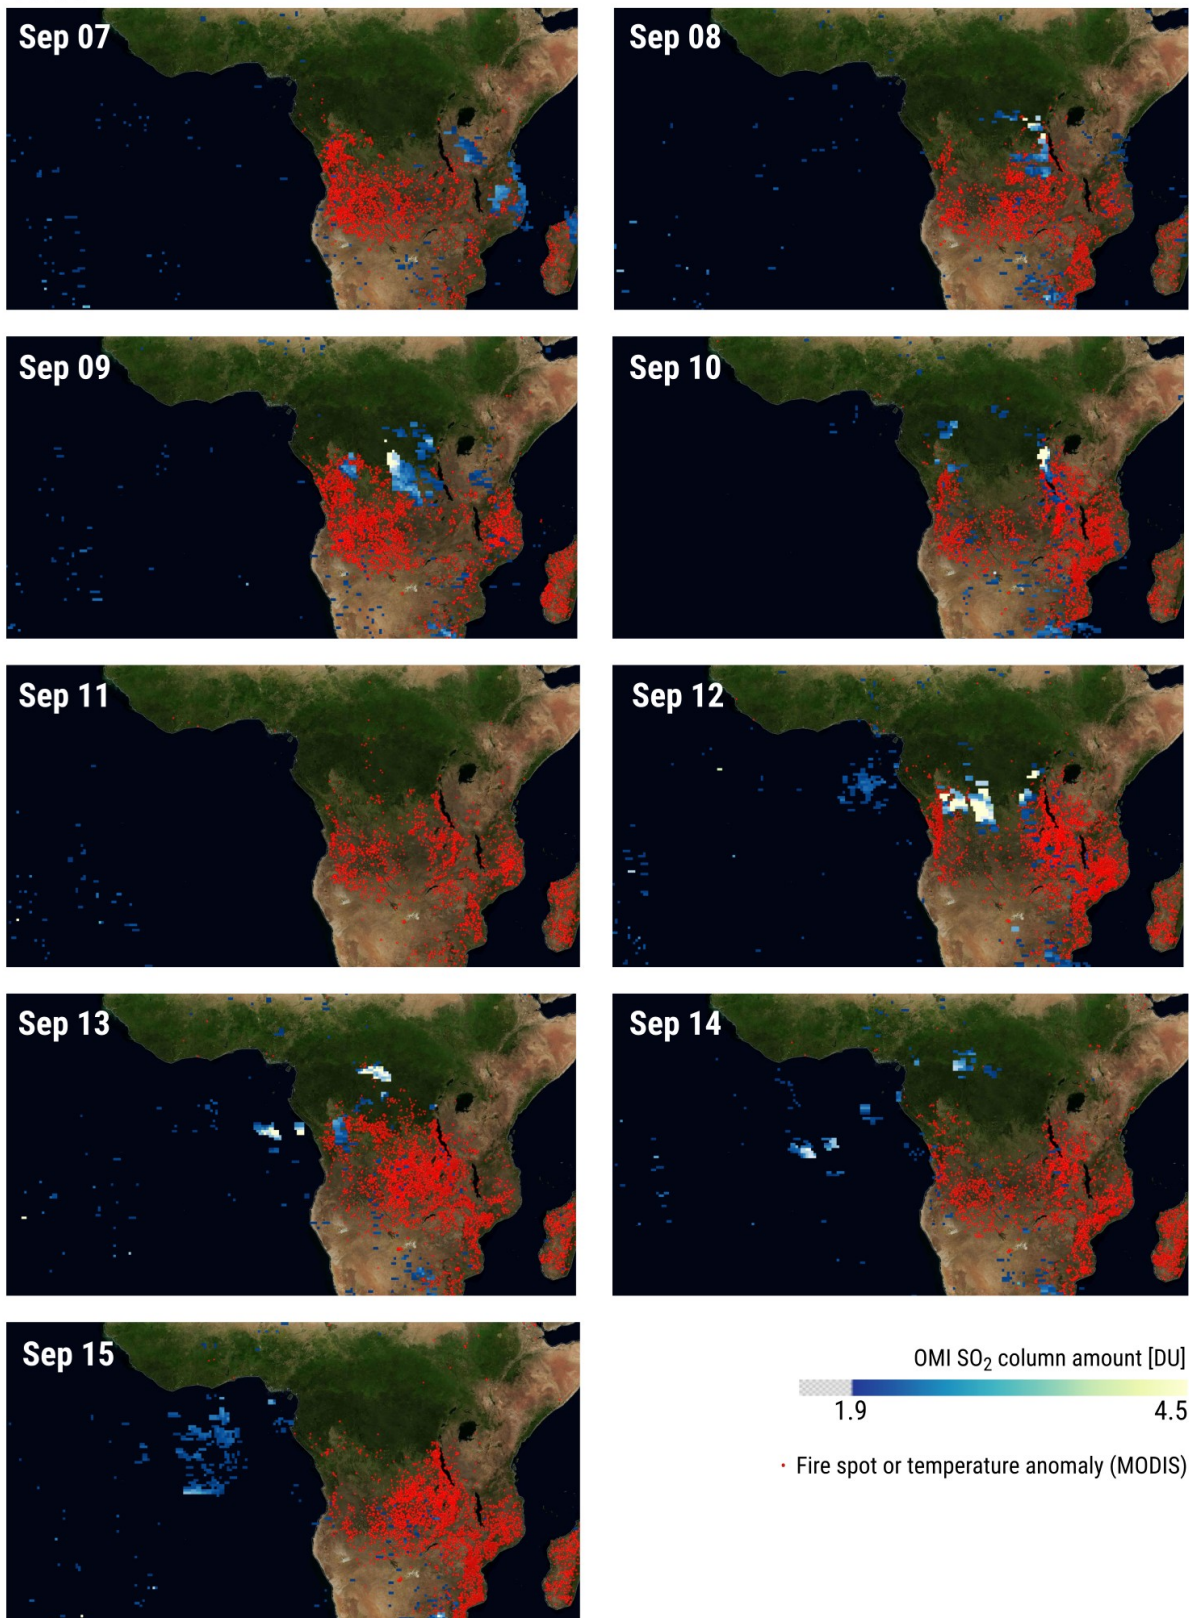 Sep 07
Sep 08
Sep 09
Sep 10
Sep 11
Sep 12
Sep 13
Sep 14
Sep 15
OMI SO₂ column amount [DU]
1.9 4.5
Fire spot or temperature anomaly (MODIS)